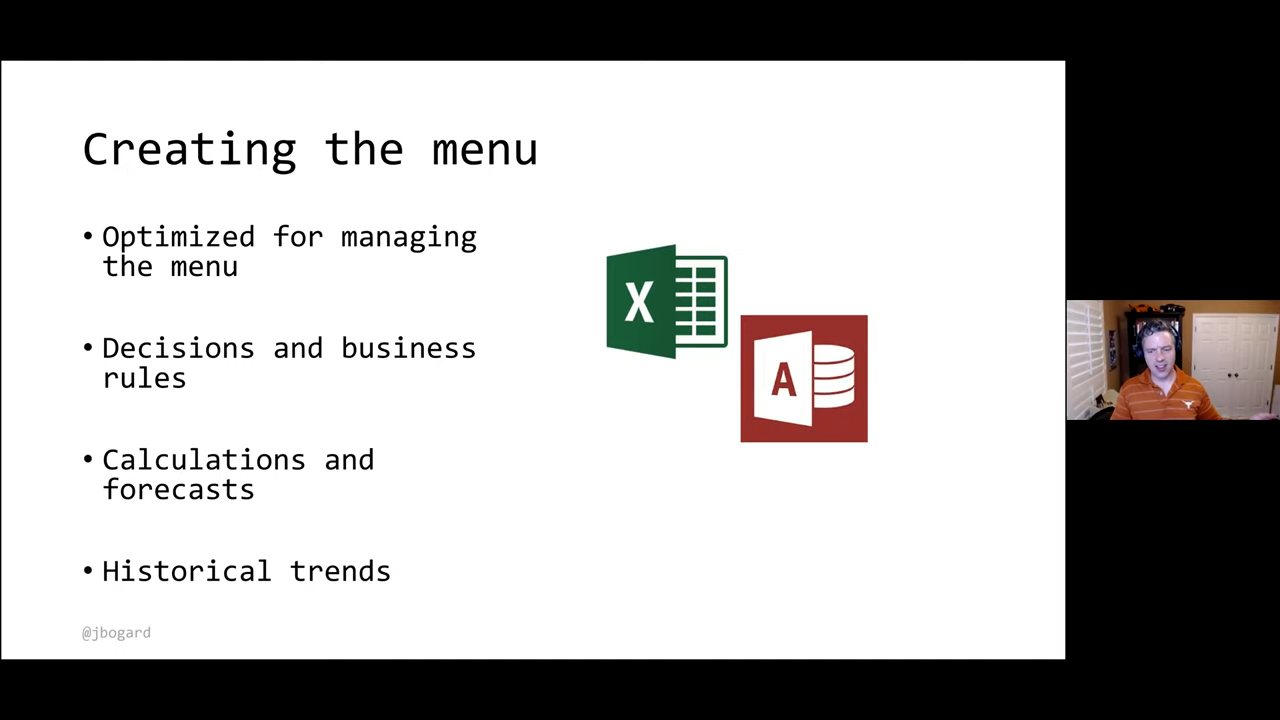 Creating the menu
• Optimized for managing
the menu
• Decisions and business
rules
• Calculations and
forecasts
• Historical trends
X
A
@jbogard